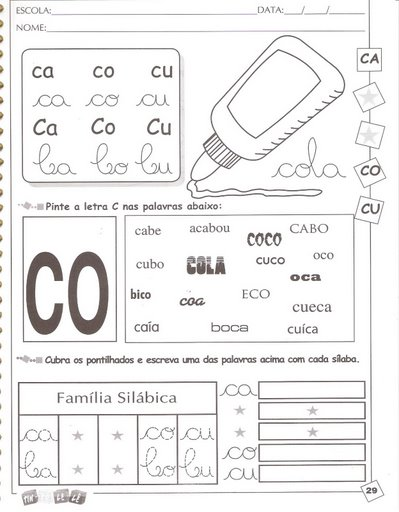 ESCOLA: DATA: / /
NOME:
ca co cu
ca co cu
Ca Co Cu
Ca Co Cu
cola
CA
CO
CU
Pinte a letra C nas palavras abaixo:
CO
cabe acabou COCO CABO
cubo COLA cuco oco
oca
bico coa ECO cueca
caía boca cuíca
Cubra os pontilhados e escreva uma das palavras acima com cada sílaba.
Família Silábica
ca co cu
Ca Co Cu
ca
co
cu
29